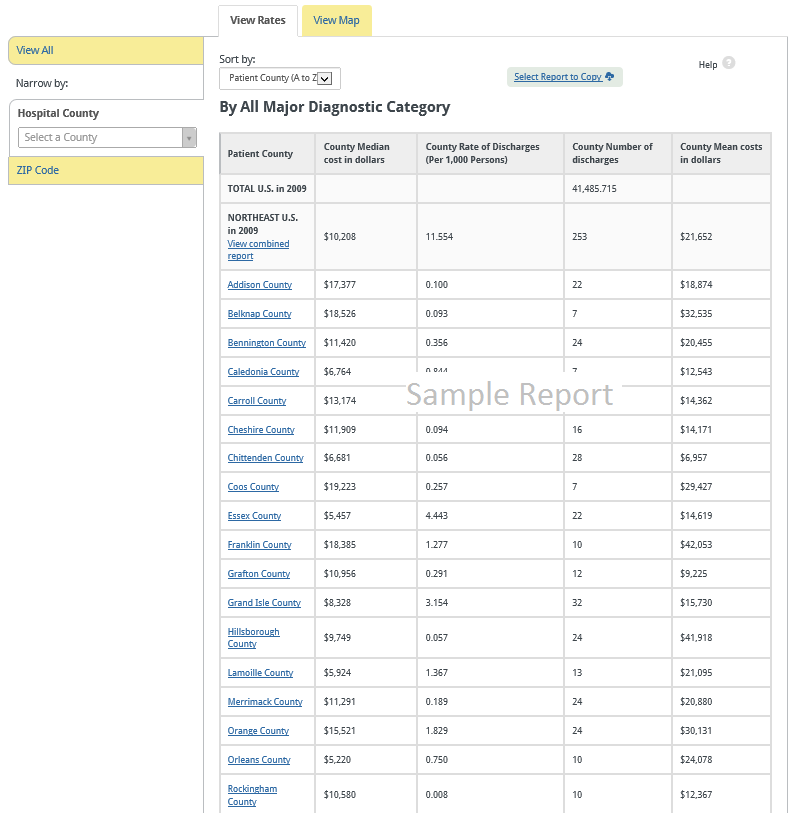 View Rates
View Map
View All
Narrow by:
Hospital County
Select a County
ZIP Code
Sort by:
Patient County (A to Z
Select Report to Copy
Help ?
By All Major Diagnostic Category
Patient County | County Median cost in dollars | County Rate of Discharges (Per 1,000 Persons) | County Number of discharges | County Mean costs in dollars
TOTAL U.S. in 2009 41,485.715
NORTHEAST U.S. in 2009 View combined report $10,208 11.554 253 $21,652
Addison County $17,377 0.100 22 $18,874
Belknap County $18,526 0.093 7 $32,535
Bennington County $11,420 0.356 24 $20,455
Caledonia County $6,764 $12,543
Sample Report
Carroll County $13,174 $14,362
Cheshire County $11,909 0.094 16 $14,171
Chittenden County $6,681 0.056 28 $6,957
Coos County $19,223 0.257 7 $29,427
Essex County $5,457 4.443 22 $14,619
Franklin County $18,385 1.277 10 $42,053
Grafton County $10,956 0.291 12 $9,225
Grand Isle County $8,328 3.154 32 $15,730
Hillsborough County $9,749 0.057 24 $41,918
Lamoille County $5,924 1.367 13 $21,095
Merrimack County $11,291 0.189 24 $20,880
Orange County $15,521 1.829 24 $30,131
Orleans County $5,220 0.750 10 $24,078
Rockingham County $10,580 0.008 10 $12,367